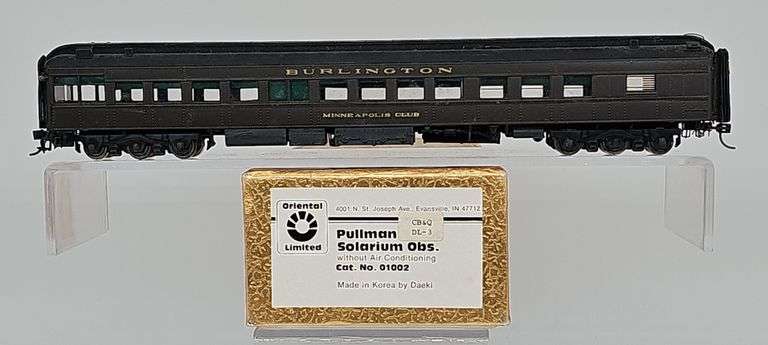 BURLINGTON
MINNEAPOLIS CLUB
Oriental
Limited
4001 N. St. Joseph Ave., Evansville, IN 47712
CB&Q
DL-3
Pullman
Solarium Obs.
without Air Conditioning
Cat. No. 01002
Made in Korea by Daeki